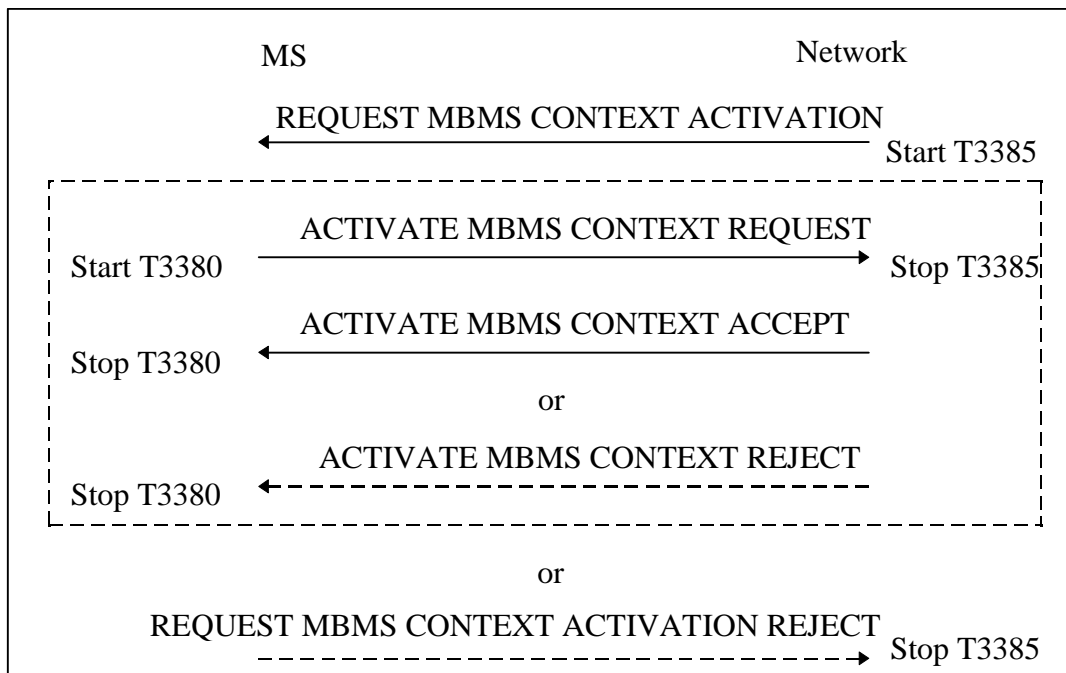 MS
Network
REQUEST MBMS CONTEXT ACTIVATION
Start T3385
ACTIVATE MBMS CONTEXT REQUEST
Start T3380
Stop T3385
ACTIVATE MBMS CONTEXT ACCEPT
Stop T3380
or
ACTIVATE MBMS CONTEXT REJECT
Stop T3380
or
REQUEST MBMS CONTEXT ACTIVATION REJECT
Stop T3385